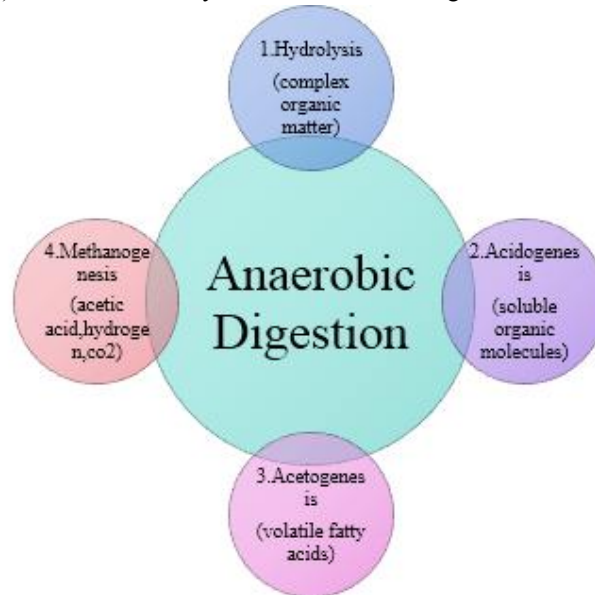 1.Hydrolysis
(complex
organic
matter)
2.Acidogenes
is
(soluble
organic
molecules)
3.Acetogenes
is
(volatile fatty
acids)
4.Methanoge
nesis
(acetic
acid,hydroge
n,co2)
Anaerobic
Digestion